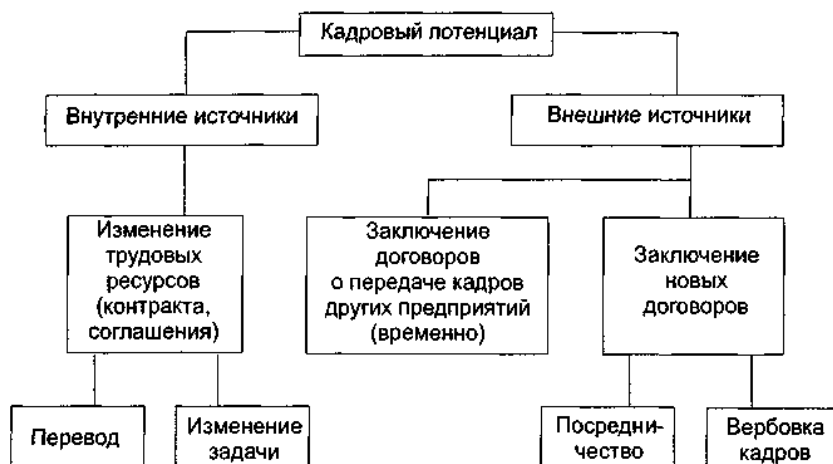 Кадровый потенциал
Внутренние источники
Внешние источники
Изменение
трудовых
ресурсов
(контракта,
соглашения)
Заключение
договоров
о передаче кадров
других предприятий
(временно)
Заключение
новых
договоров
Перевод
Изменение
задачи
Посредни-
чество
Вербовка
кадров